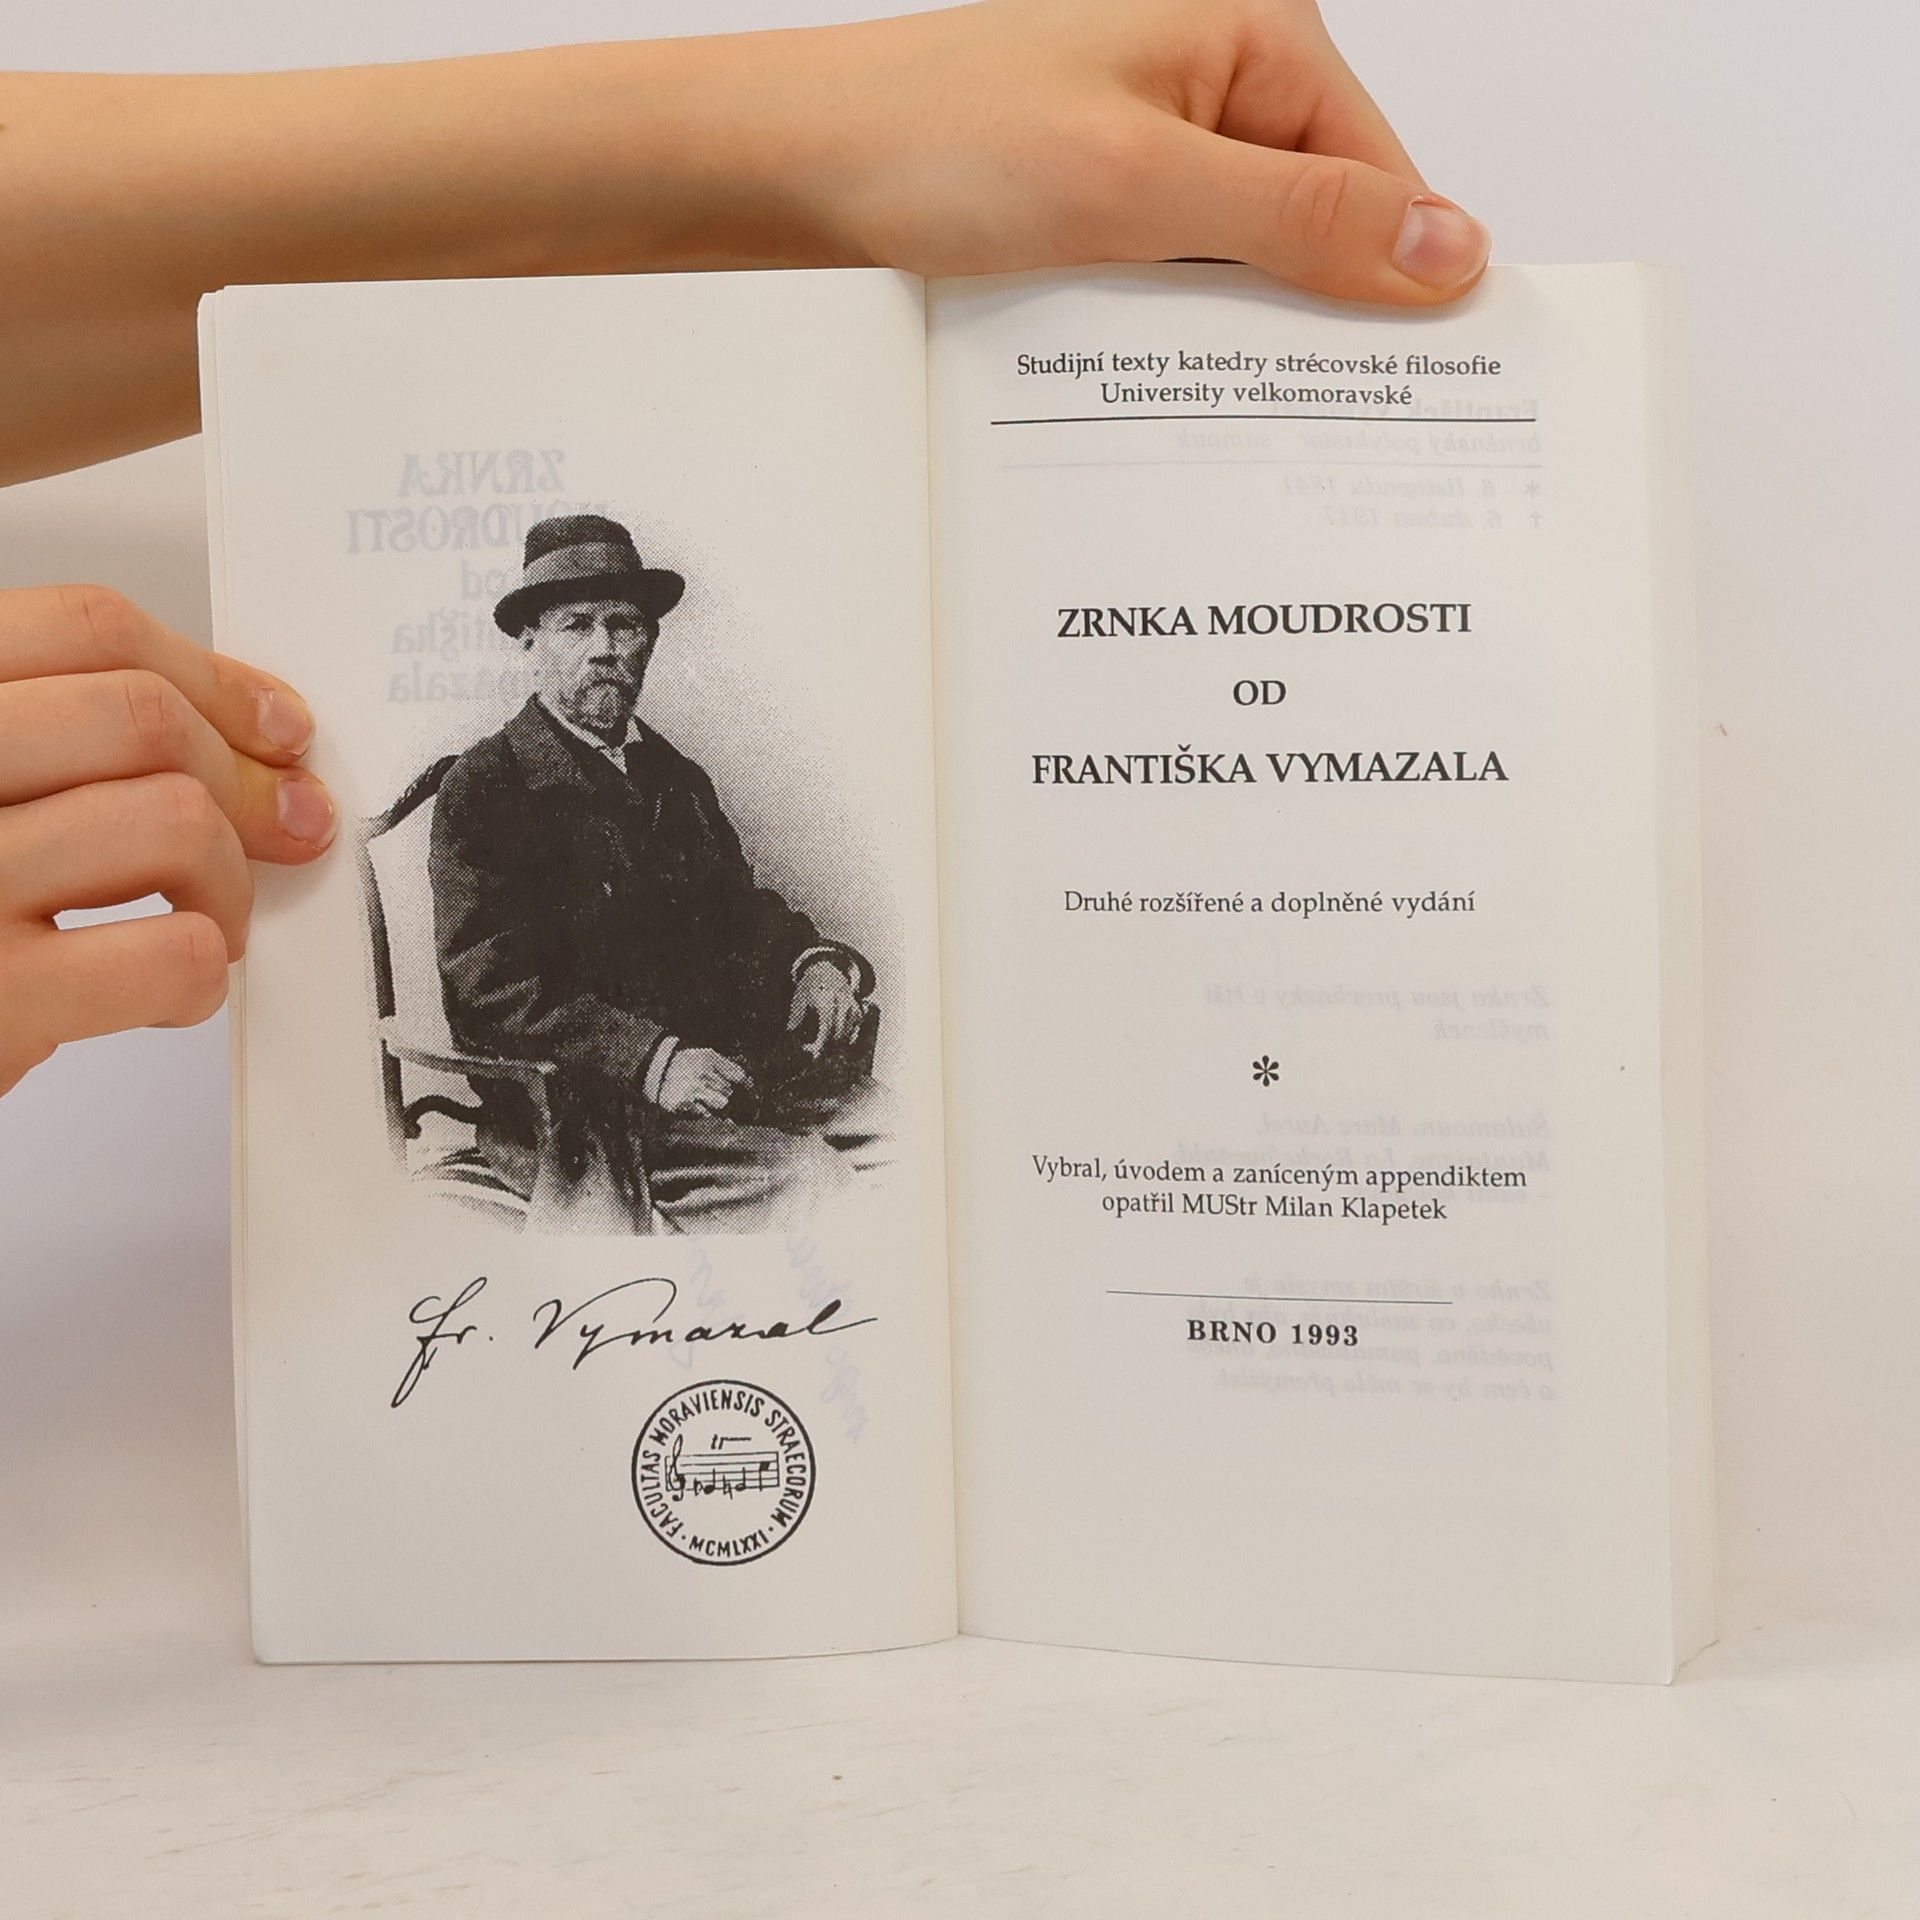 Fr. Vymazal
FACULTAS MORAVIENSIS STRAECORUM
· MCMLXXI ·
tr
Studijní texty katedry strécovské filosofie
University velkomoravské
ZRNKA MOUDROSTI
OD
FRANTIŠKA VYMAZALA
Druhé rozšířené a doplněné vydání
*
Vybral, úvodem a zaníceným appendiktem
opatřil MUStr Milan Klapetek
BRNO 1993